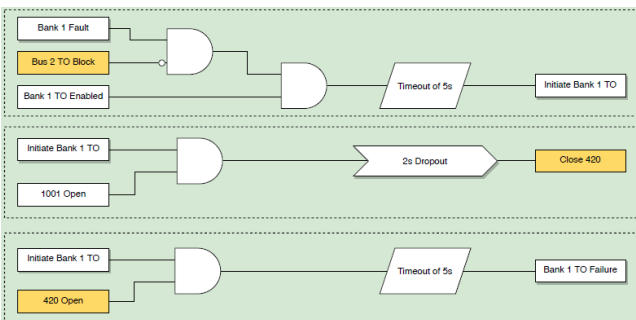 Bank 1 Fault
Bus 2 TO Block
Bank 1 TO Enabled
Timeout of 5s
Initiate Bank 1 TO
Initiate Bank 1 TO
1001 Open
2s Dropout
Close 420
Initiate Bank 1 TO
420 Open
Timeout of 5s
Bank 1 TO Failure